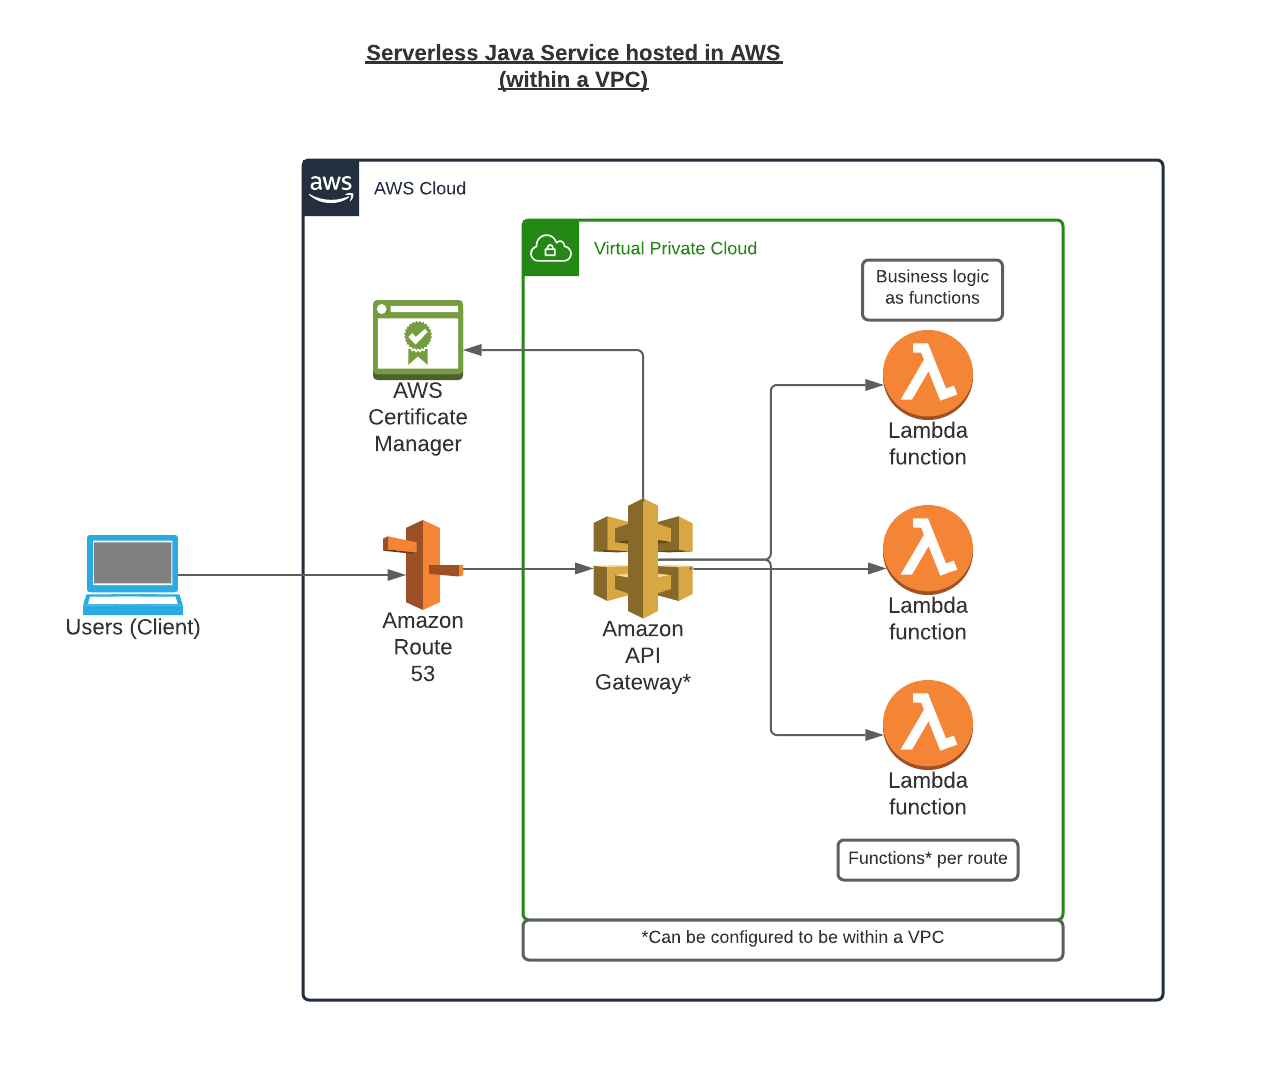 Serverless Java Service hosted in AWS
(within a VPC)
aws
AWS Cloud
Virtual Private Cloud
Business logic
as functions
AWS
Certificate
Manager
Lambda
function
Users (Client)
Amazon
Route
53
Amazon
API
Gateway*
Lambda
function
Lambda
function
Functions* per route
*Can be configured to be within a VPC